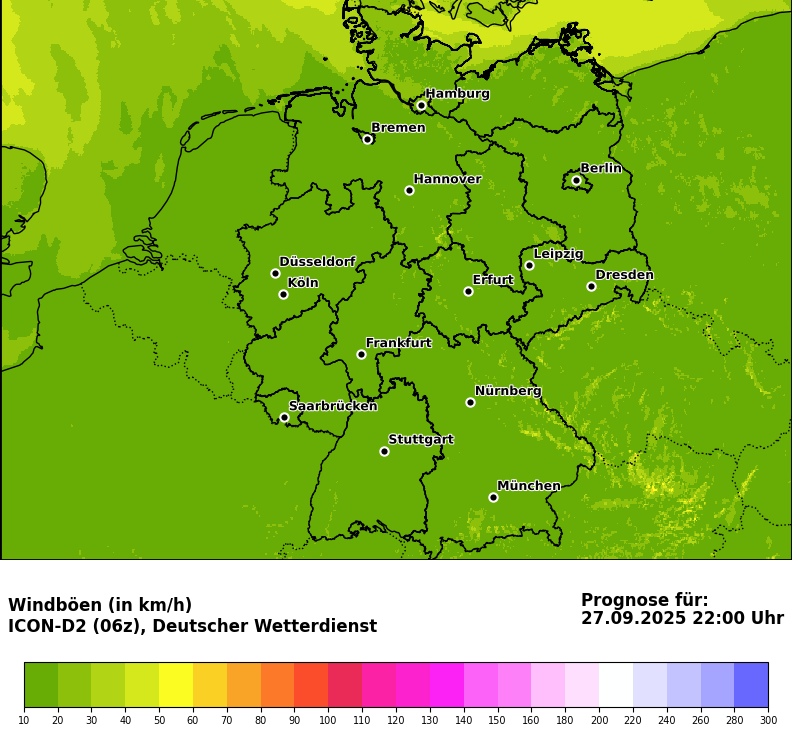 Hamburg
Bremen
Berlin
Hannover
Leipzig
Düsseldorf
Dresden
Köln
Erfurt
Frankfurt
Nürnberg
Saarbrücken
Stuttgart
München
Windböen (in km/h)
ICON-D2 (06z), Deutscher Wetterdienst
Prognose für:
27.09.2025 22:00 Uhr
10 20 30 40 50 60 70 80 90 100 110 120 130 140 150 160 180 200 220 240 260 280 300